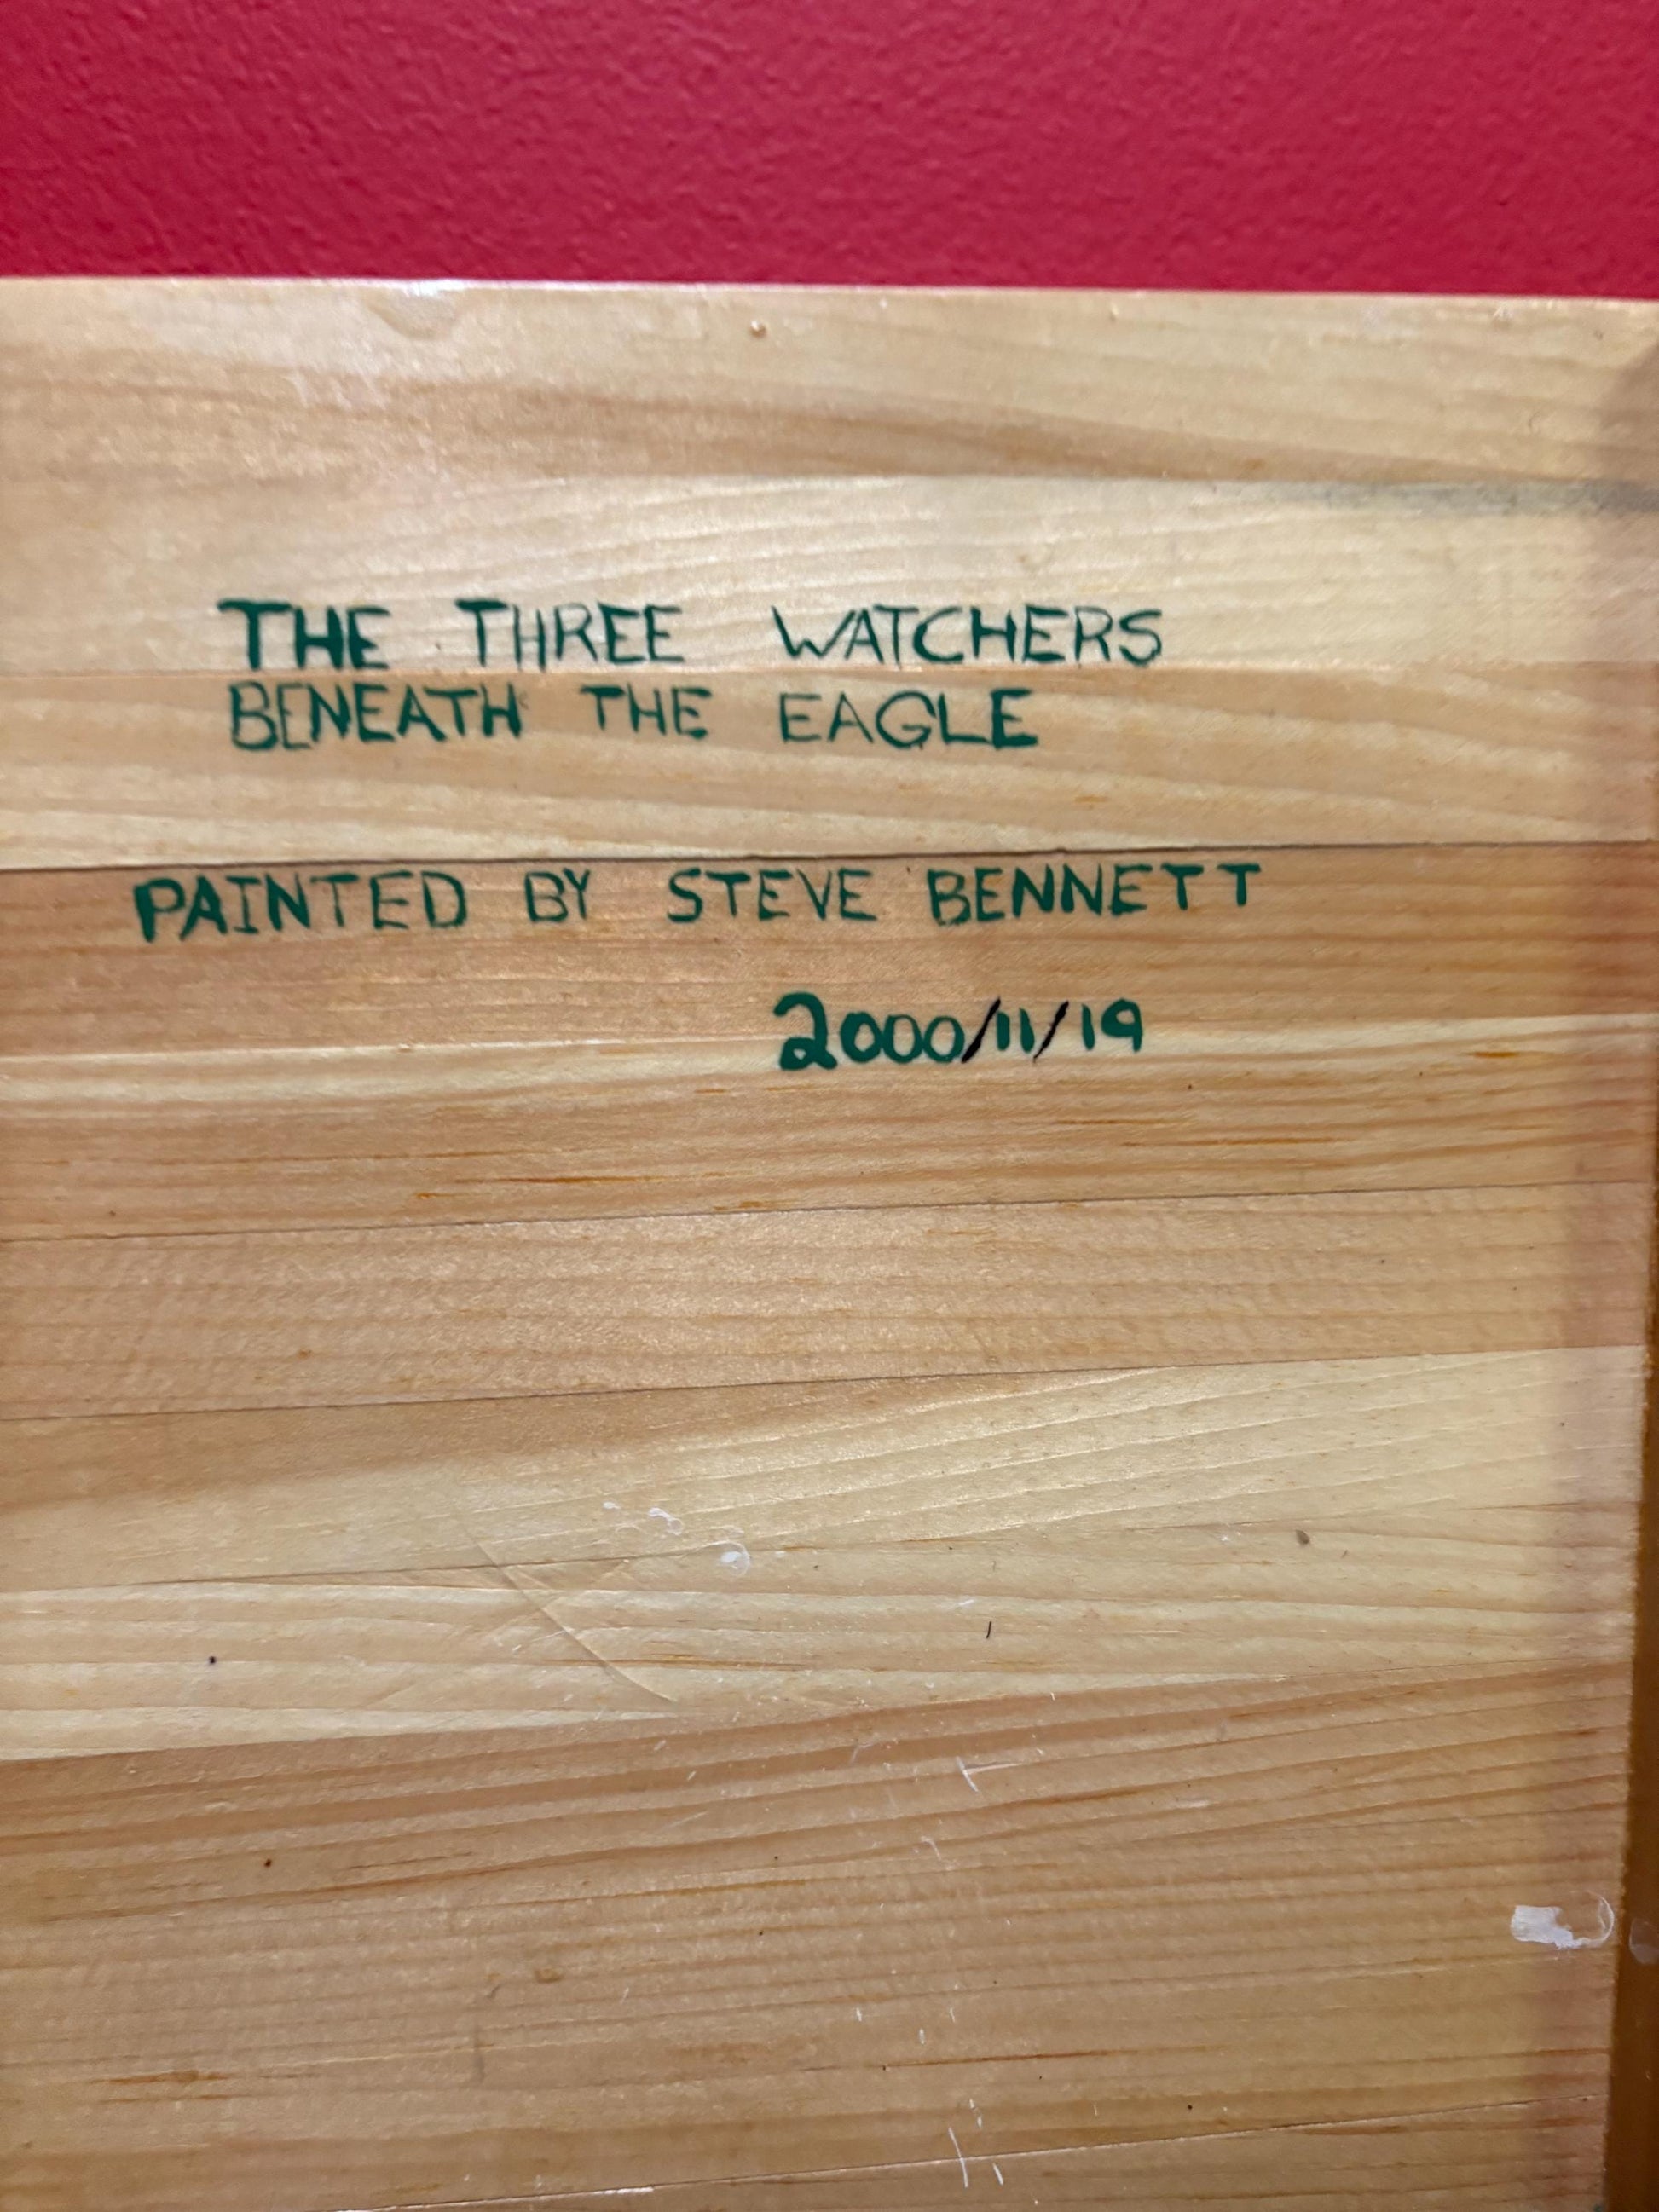 THE THREE WATCHERS
BENEATH THE EAGLE
PAINTED BY STEVE BENNETT
2000/11/19